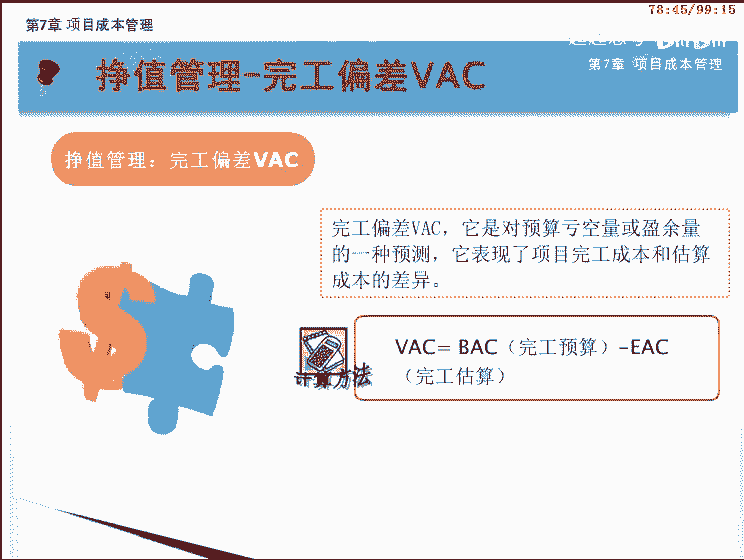 78:45/99:15
第7章 项目成本管理
第7章 项目成本管理
挣值管理-完工偏差VAC
挣值管理：完工偏差VAC
完工偏差VAC，它是对预算亏空量或盈余量
的一种预测，它表现了项目完工成本和估算
成本的差异。
计算方法
VAC= BAC（完工预算）-EAC
（完工估算）